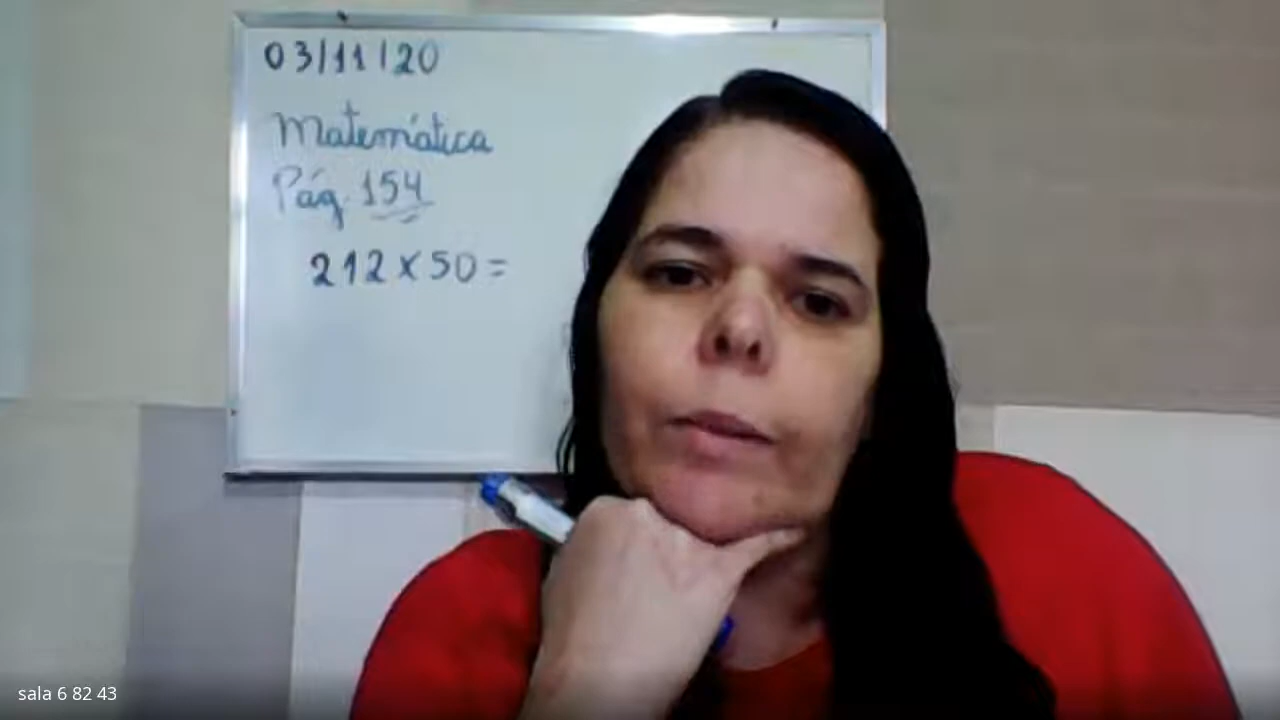 03/11/20
Matemática
Pág. 154
212 x 50 =
sala 6 82 43